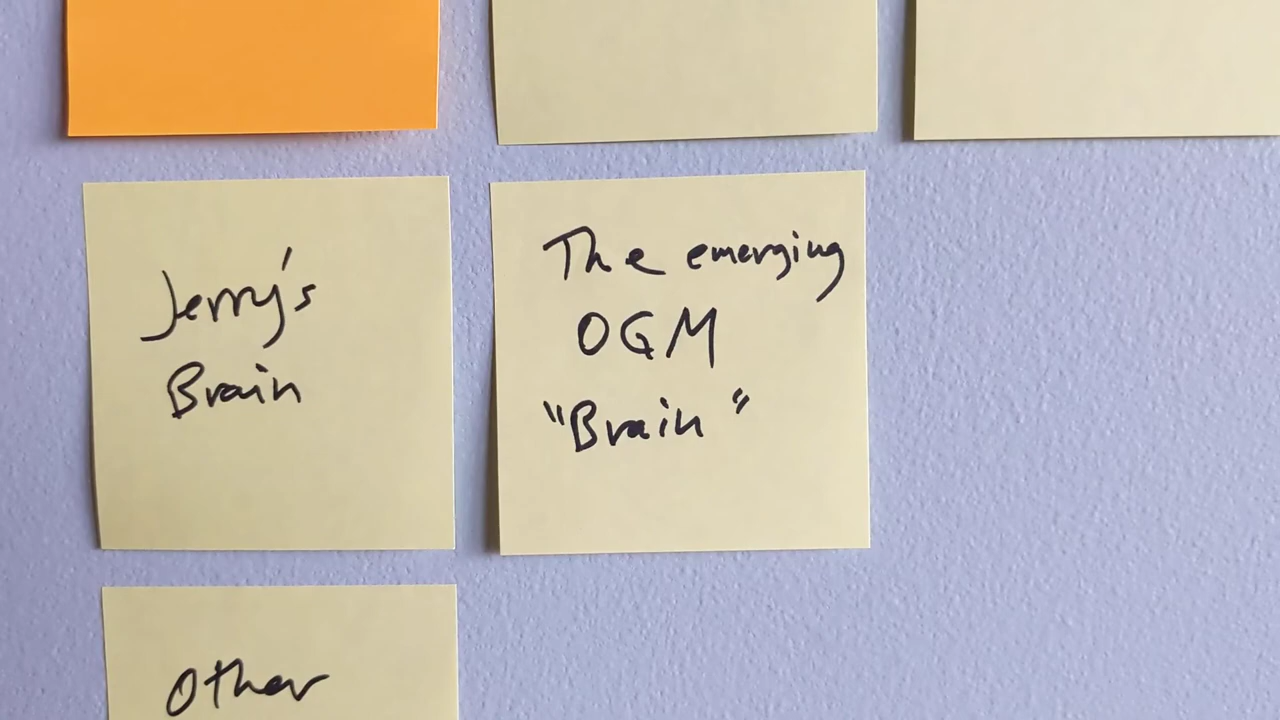 Jerry's
Brain
The emerging
OGM
"Brain"
Other